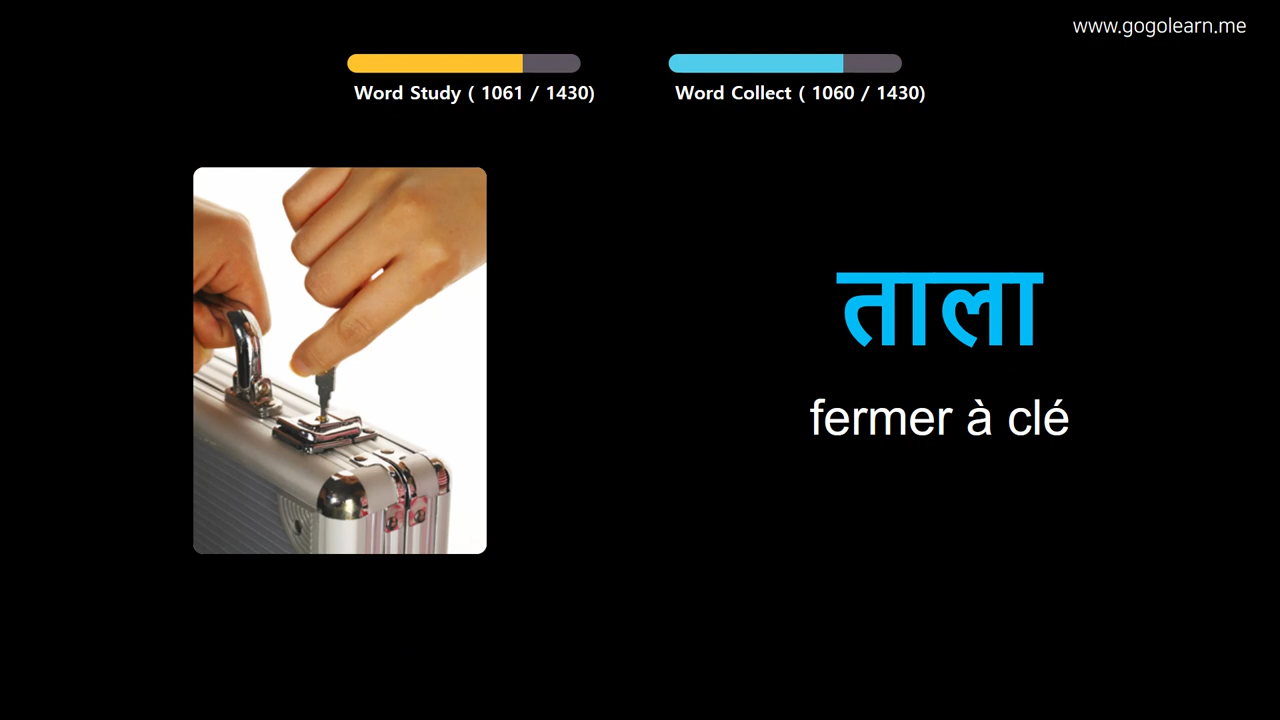 www.gogolearn.me
Word Study ( 1061 / 1430)
Word Collect ( 1060 / 1430)
ताला
fermer à clé